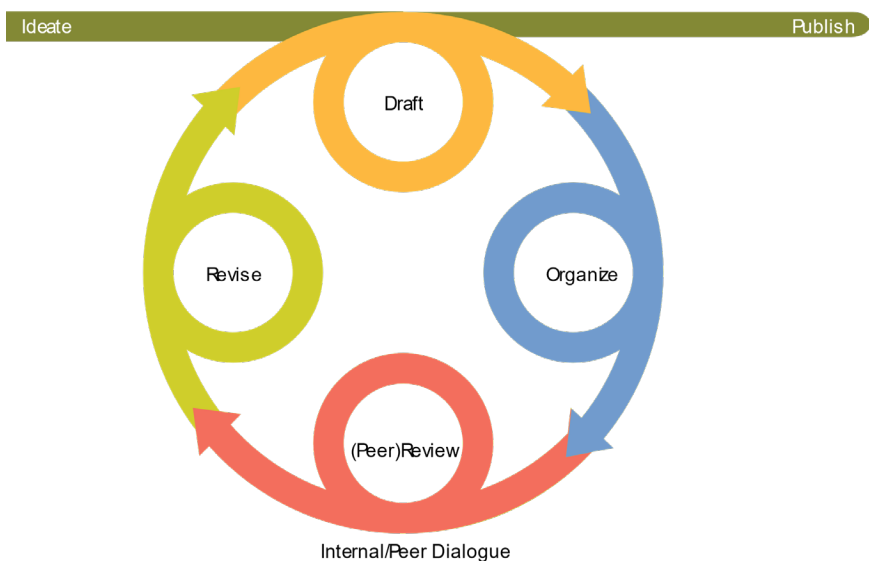 Ideate
Publish
Draft
Revise
Organize
(Peer)Review
Internal/Peer Dialogue